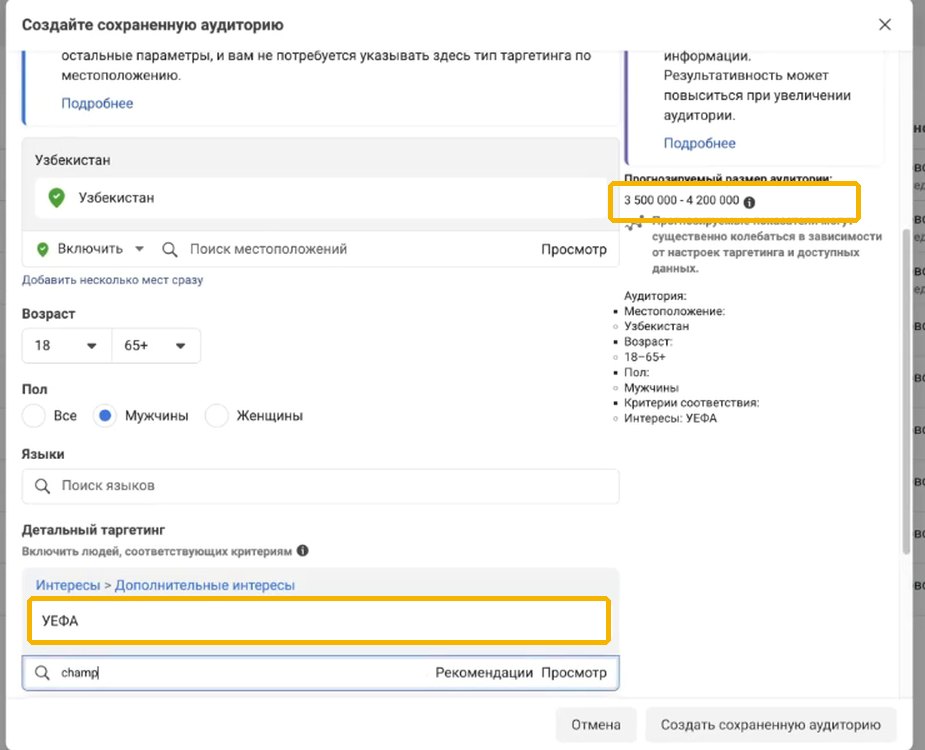 Создайте сохраненную аудиторию
остальные параметры, и вам не потребуется указывать здесь тип таргетинга по
местоположению.
Подробнее
информации.
Результативность может
повыситься при увеличении
аудитории.
Подробнее
Узбекистан
Узбекистан
Включить
Поиск местоположений
Просмотр
Добавить несколько мест сразу
Прогнозируемый размер аудитории:
3 500 000 - 4 200 000
Прогнозируемые показатели могут
существенно колебаться в зависимости
от настроек таргетинга и доступных
данных.
Аудитория:
Местоположение:
Узбекистан
Возраст:
18–65+
Пол:
Мужчины
Критерии соответствия:
Интересы: УЕФА
Возраст
18
65+
Пол
Все
Мужчины
Женщины
Языки
Поиск языков
Детальный таргетинг
Включить людей, соответствующих критериям
Интересы > Дополнительные интересы
УЕФА
champ
Рекомендации
Просмотр
Отмена
Создать сохраненную аудиторию